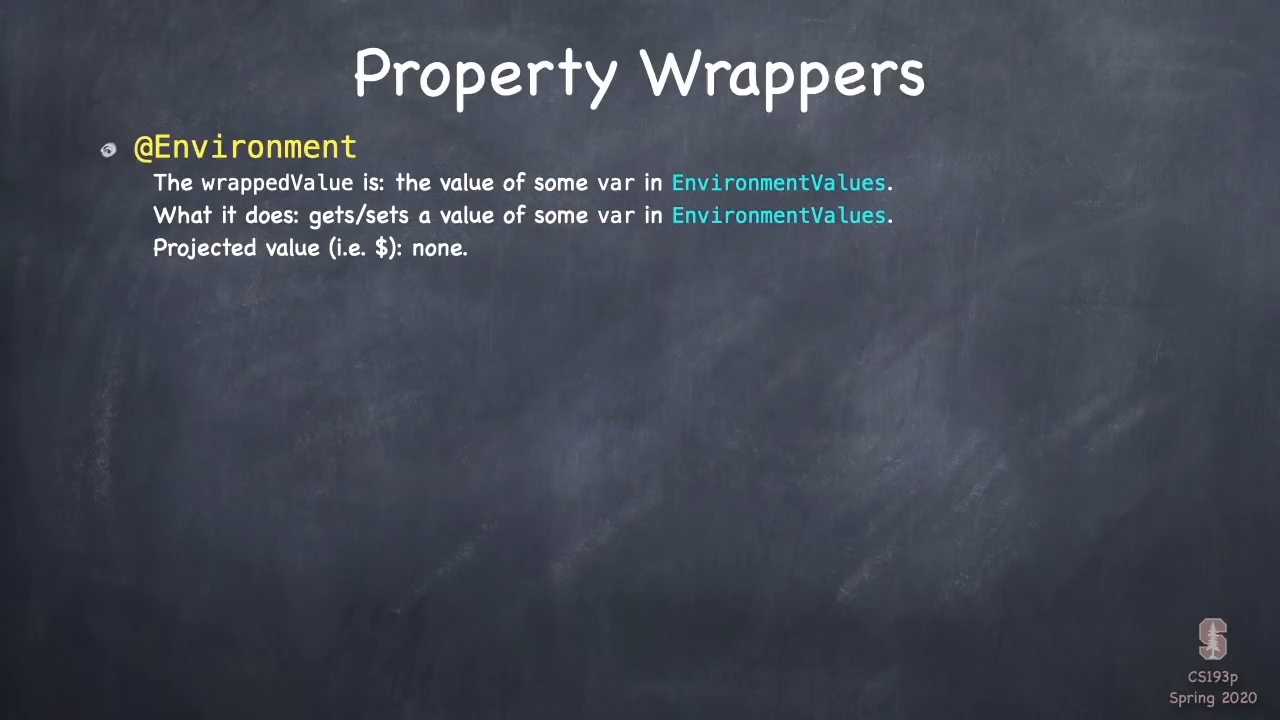 Property Wrappers
@Environment
The wrappedValue is: the value of some var in EnvironmentValues.
What it does: gets/sets a value of some var in EnvironmentValues.
Projected value (i.e. $): none.
S
CS193p
Spring 2020